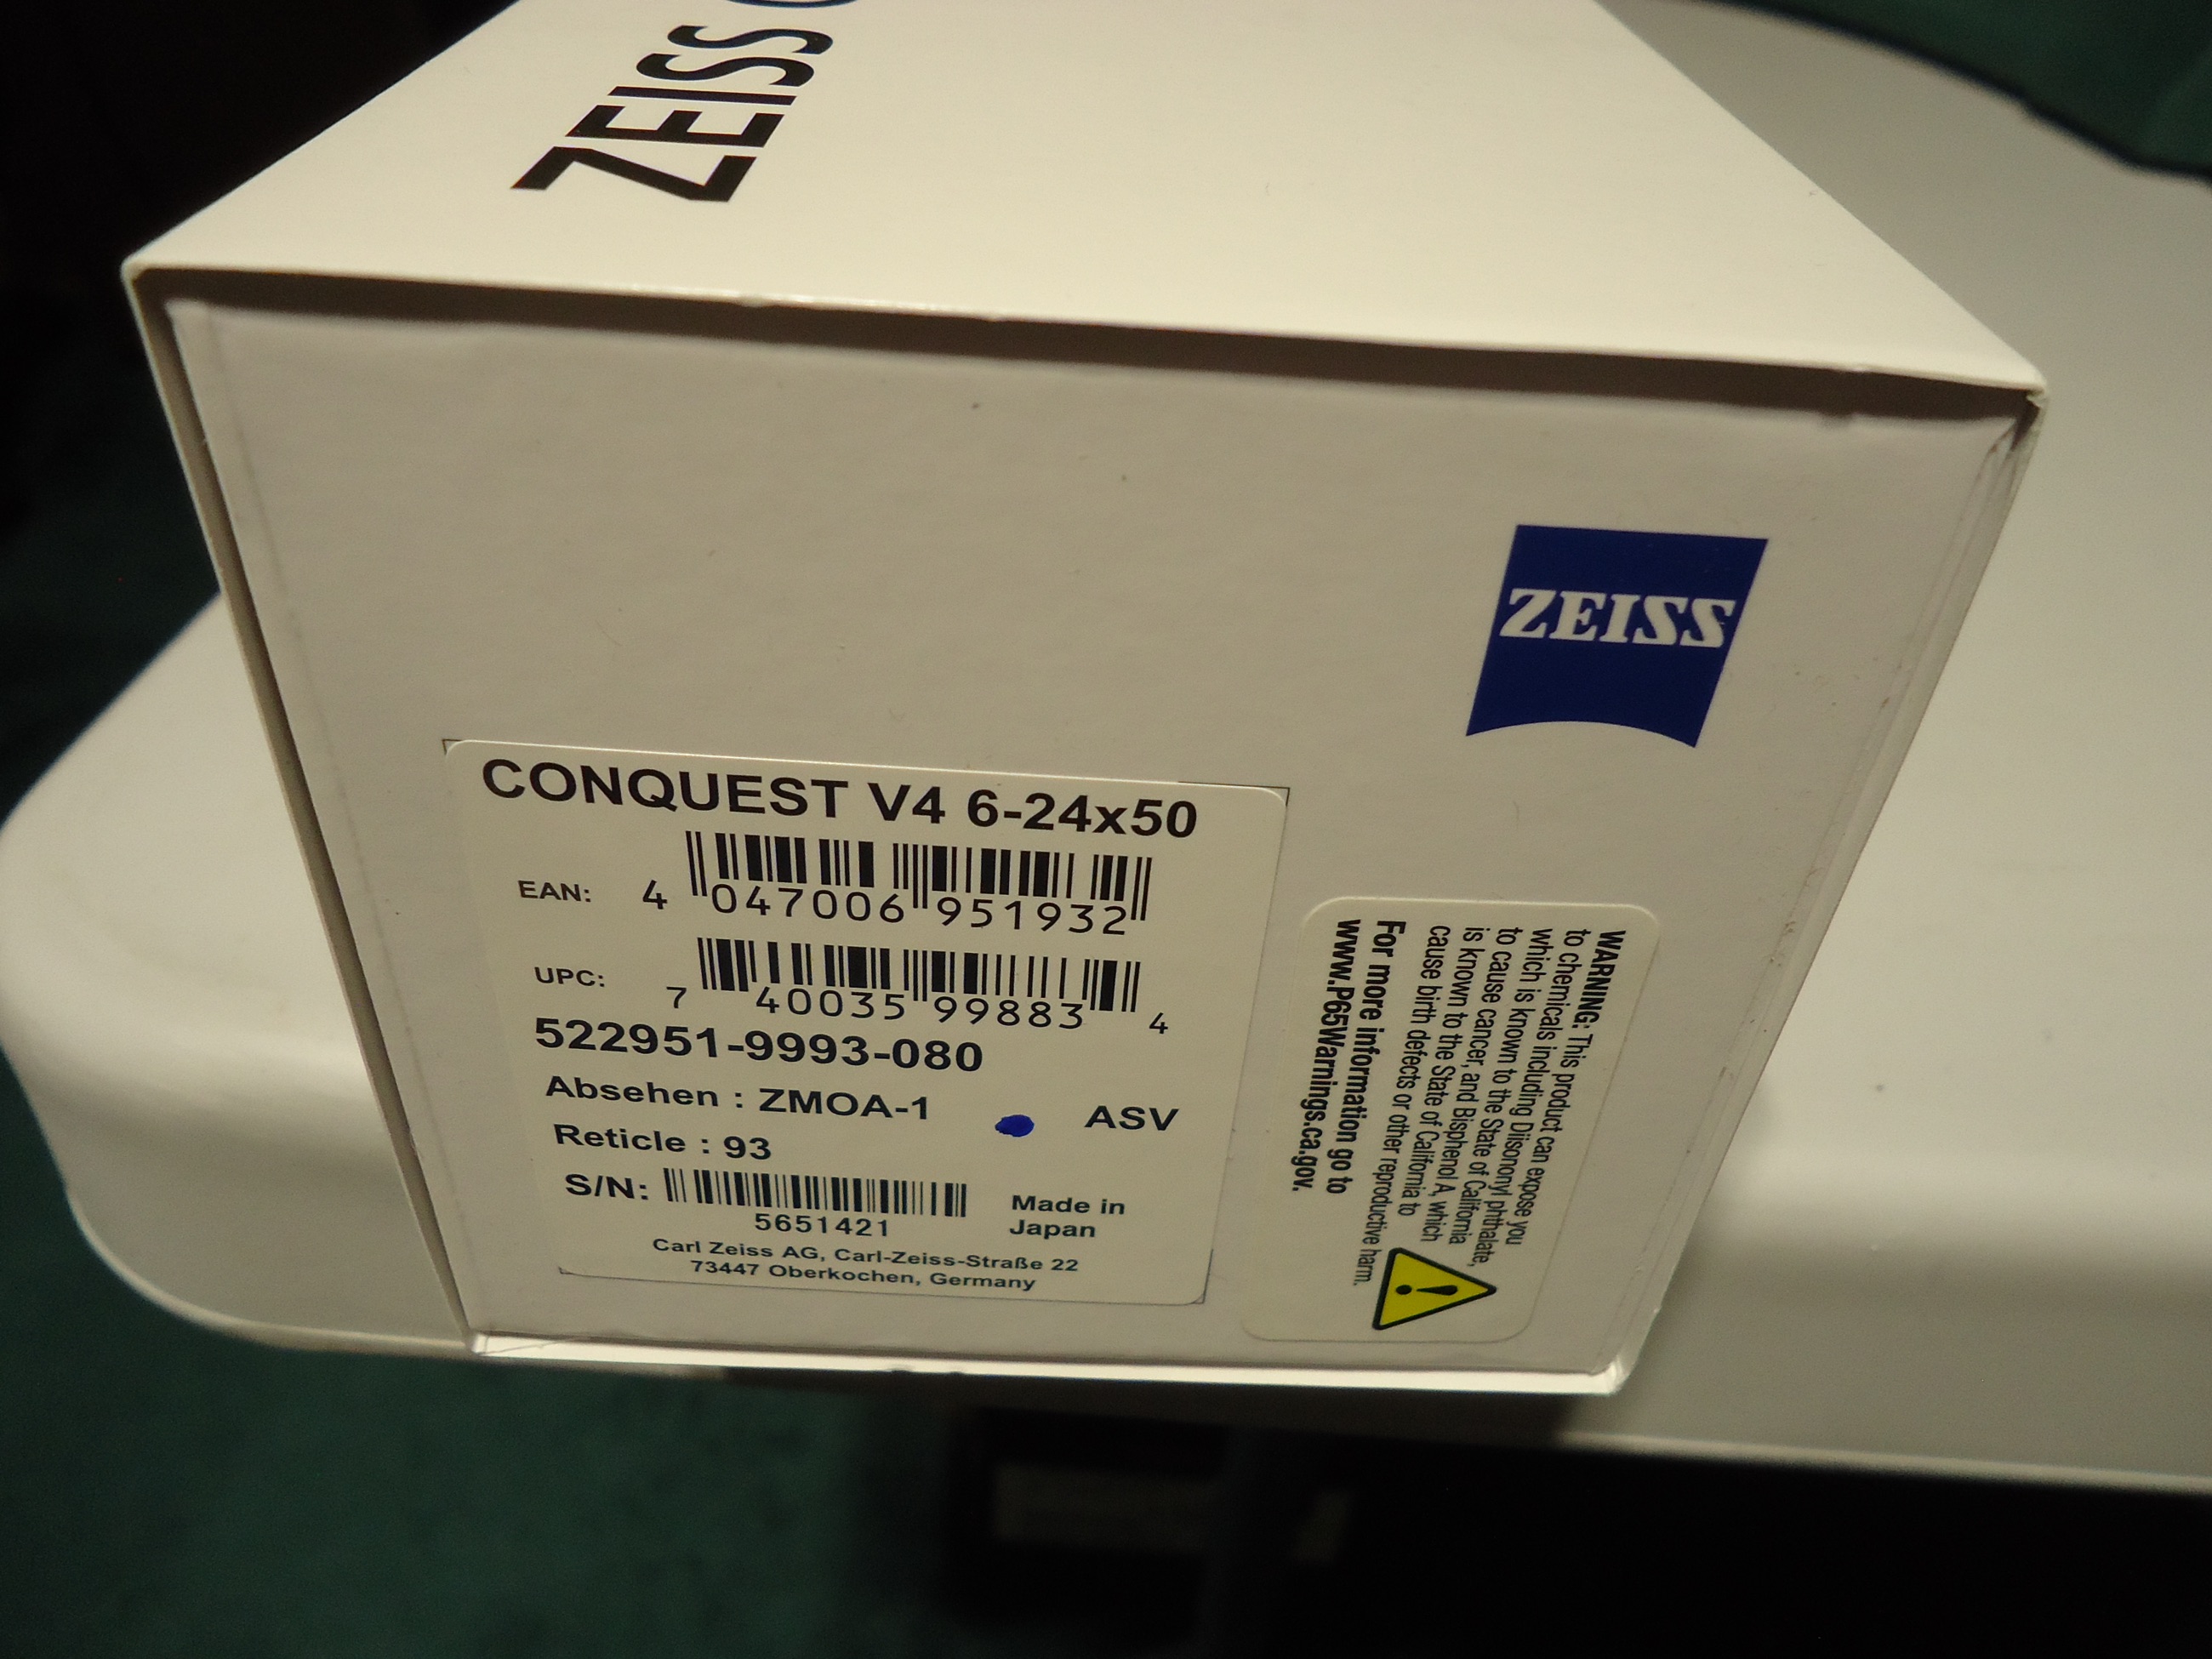 ZEISS
ZEISS
CONQUEST V4 6-24x50
EAN: 4 047006 951932
UPC: 7 40035 99883 4
522951-9993-080
Absehen : ZMOA-1 ASV
Reticle : 93
S/N: 5651421
Made in
Japan
Carl Zeiss AG, Carl-Zeiss-Straße 22
73447 Oberkochen, Germany
WARNING: This product can expose you
to chemicals including Diisononyl phthalate,
which is known to the State of California
to cause cancer, and Bisphenol A, which
is known to the State of California to
cause birth defects or other reproductive harm.
For more information go to
www.P65Warnings.ca.gov.